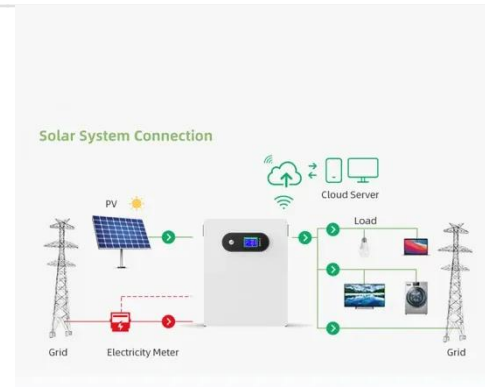 Solar System Connection
Cloud Server
PV
Load
Grid
Electricity Meter
Grid